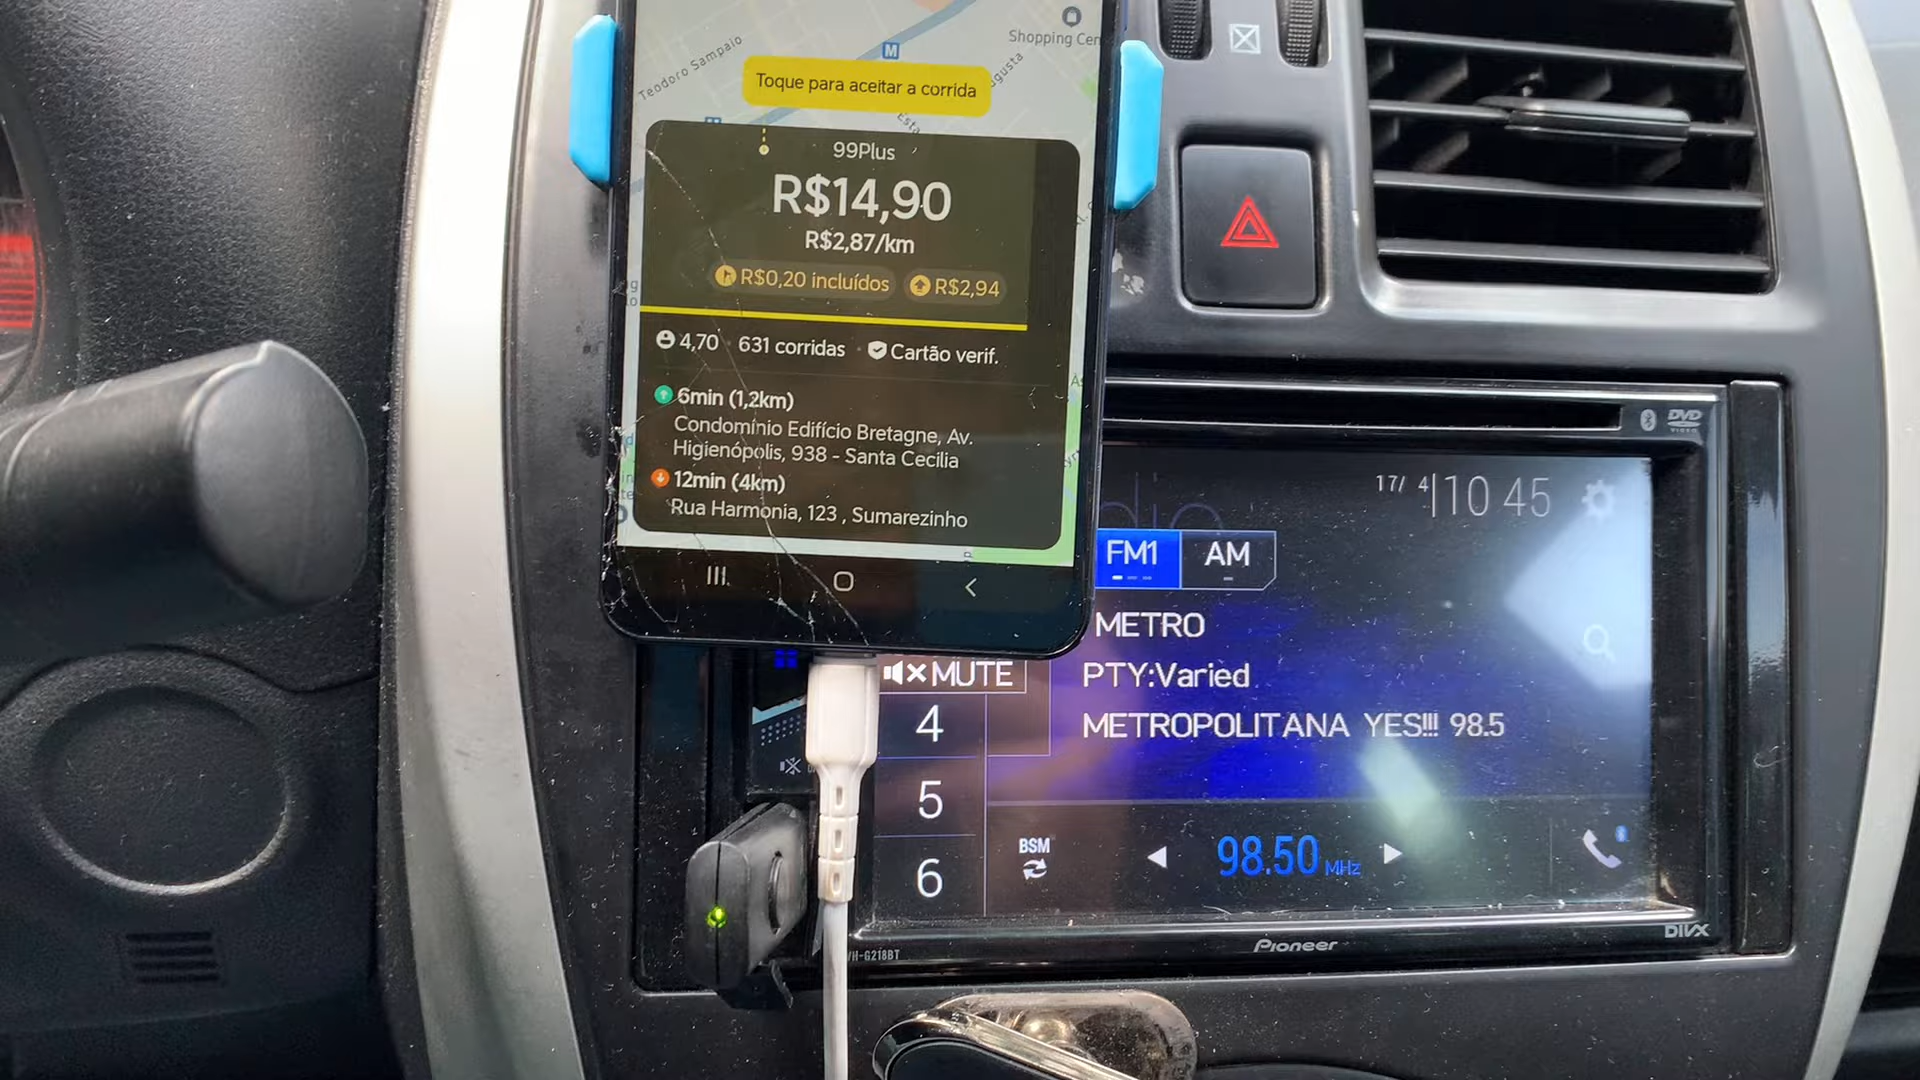 Teodoro Sampaio
M
Shopping Cen
Toque para aceitar a corrida
99Plus
R$14,90
R$2,87/km
R$0,20 incluídos
R$2,94
4,70 · 631 corridas
Cartão verif.
6min (1,2km)
Condomínio Edifício Bretagne, Av.
Higienópolis, 938 - Santa Cecília
12min (4km)
Rua Harmonia, 123 , Sumarezinho
DVD
VIDEO
17/ 4
10 45
FM1
AM
METRO
MUTE
PTY:Varied
4
METROPOLITANA YES!!! 98.5
5
6
BSM
98.50 MHz
Pioneer
DIVX